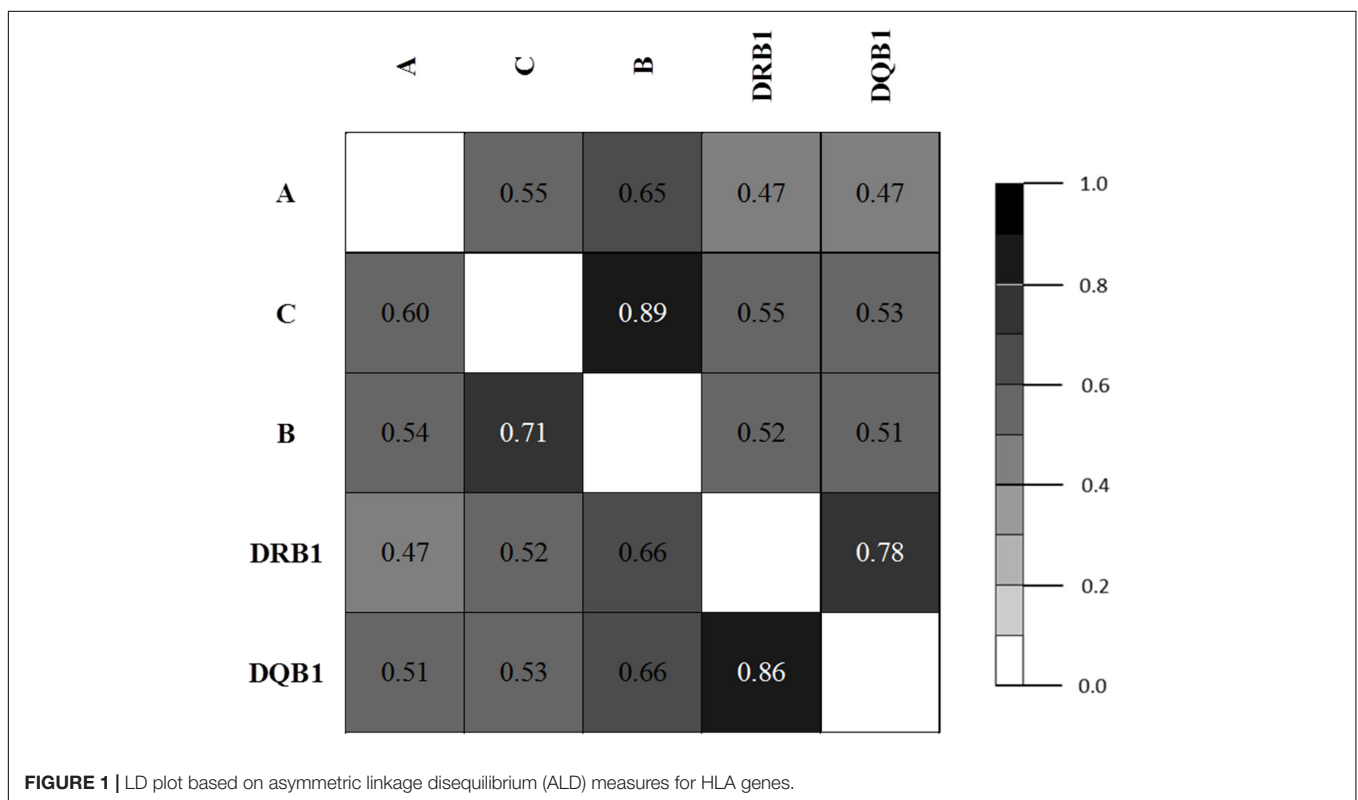 A C B DRB1 DQB1
A 0.55 0.65 0.47 0.47
C 0.60 0.89 0.55 0.53
B 0.54 0.71 0.52 0.51
DRB1 0.47 0.52 0.66 0.78
DQB1 0.51 0.53 0.66 0.86
1.0
0.8
0.6
0.4
0.2
0.0
FIGURE 1 | LD plot based on asymmetric linkage disequilibrium (ALD) measures for HLA genes.